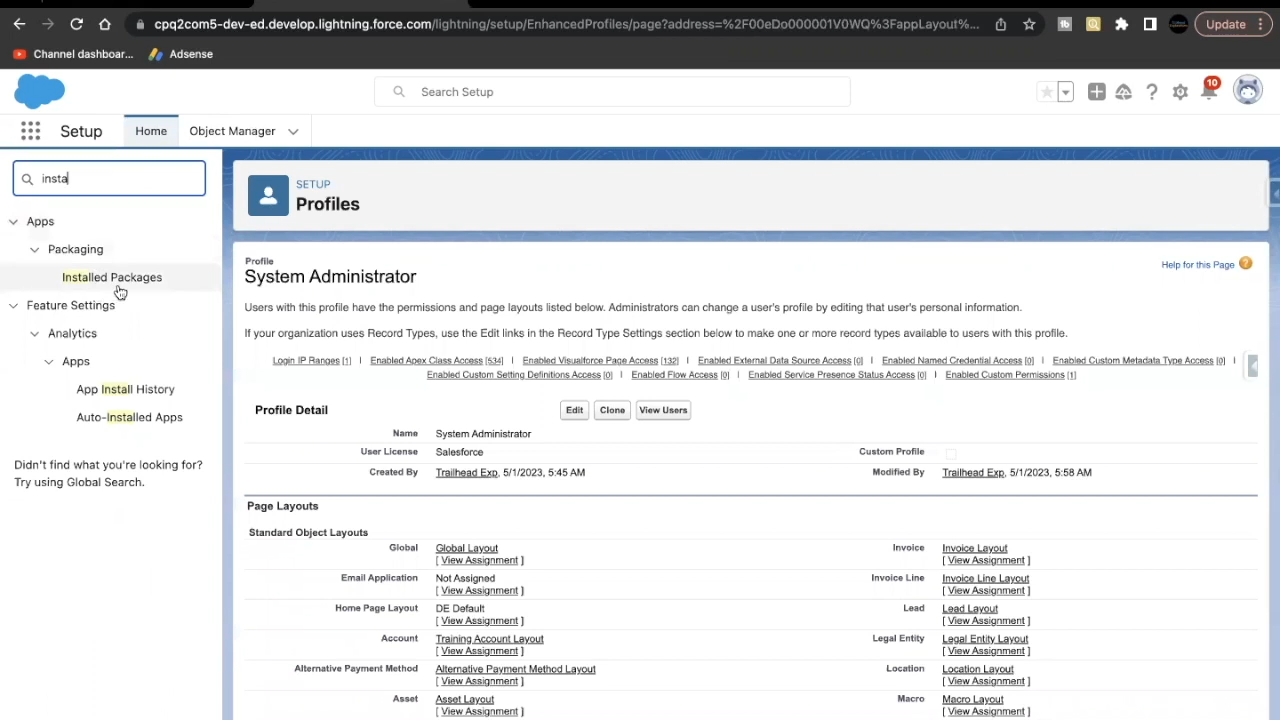 cpq2com5-dev-ed.develop.lightning.force.com/lightning/setup/EnhancedProfiles/page?address=%2F00eDo000001V0WQ%3FappLayout%...
Update
Channel dashboar...
Adsense
Search Setup
10
Setup
Home
Object Manager
insta
Apps
Packaging
Installed Packages
Feature Settings
Analytics
Apps
App Install History
Auto-Installed Apps
Didn't find what you're looking for?
Try using Global Search.
SETUP
Profiles
Profile
System Administrator
Help for this Page
Users with this profile have the permissions and page layouts listed below. Administrators can change a user's profile by editing that user's personal information.
If your organization uses Record Types, use the Edit links in the Record Type Settings section below to make one or more record types available to users with this profile.
Login IP Ranges [1] | Enabled Apex Class Access [534] | Enabled Visualforce Page Access [132] | Enabled External Data Source Access [0] | Enabled Named Credential Access [0] | Enabled Custom Metadata Type Access [0] |
Enabled Custom Setting Definitions Access [0] | Enabled Flow Access [0] | Enabled Service Presence Status Access [0] | Enabled Custom Permissions [1]
Profile Detail
Edit Clone View Users
Name System Administrator
User License Salesforce Custom Profile
Created By Trailhead Exp, 5/1/2023, 5:45 AM Modified By Trailhead Exp, 5/1/2023, 5:58 AM
Page Layouts
Standard Object Layouts
Global Global Layout Invoice Invoice Layout
[ View Assignment ] [ View Assignment ]
Email Application Not Assigned Invoice Line Invoice Line Layout
[ View Assignment ] [ View Assignment ]
Home Page Layout DE Default Lead Lead Layout
[ View Assignment ] [ View Assignment ]
Account Training Account Layout Legal Entity Legal Entity Layout
[ View Assignment ] [ View Assignment ]
Alternative Payment Method Alternative Payment Method Layout Location Location Layout
[ View Assignment ] [ View Assignment ]
Asset Asset Layout Macro Macro Layout
[ View Assignment ] [ View Assignment ]